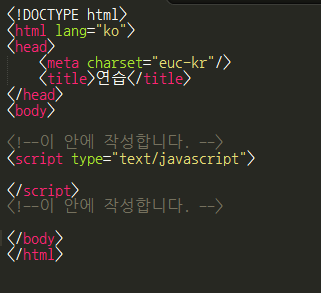 <!DOCTYPE html>
<html lang="ko">
<head>
    <meta charset="euc-kr"/>
    <title>연습</title>
</head>
<body>

<!--이 안에 작성합니다. -->
<script type="text/javascript">

</script>
<!--이 안에 작성합니다. -->

</body>
</html>